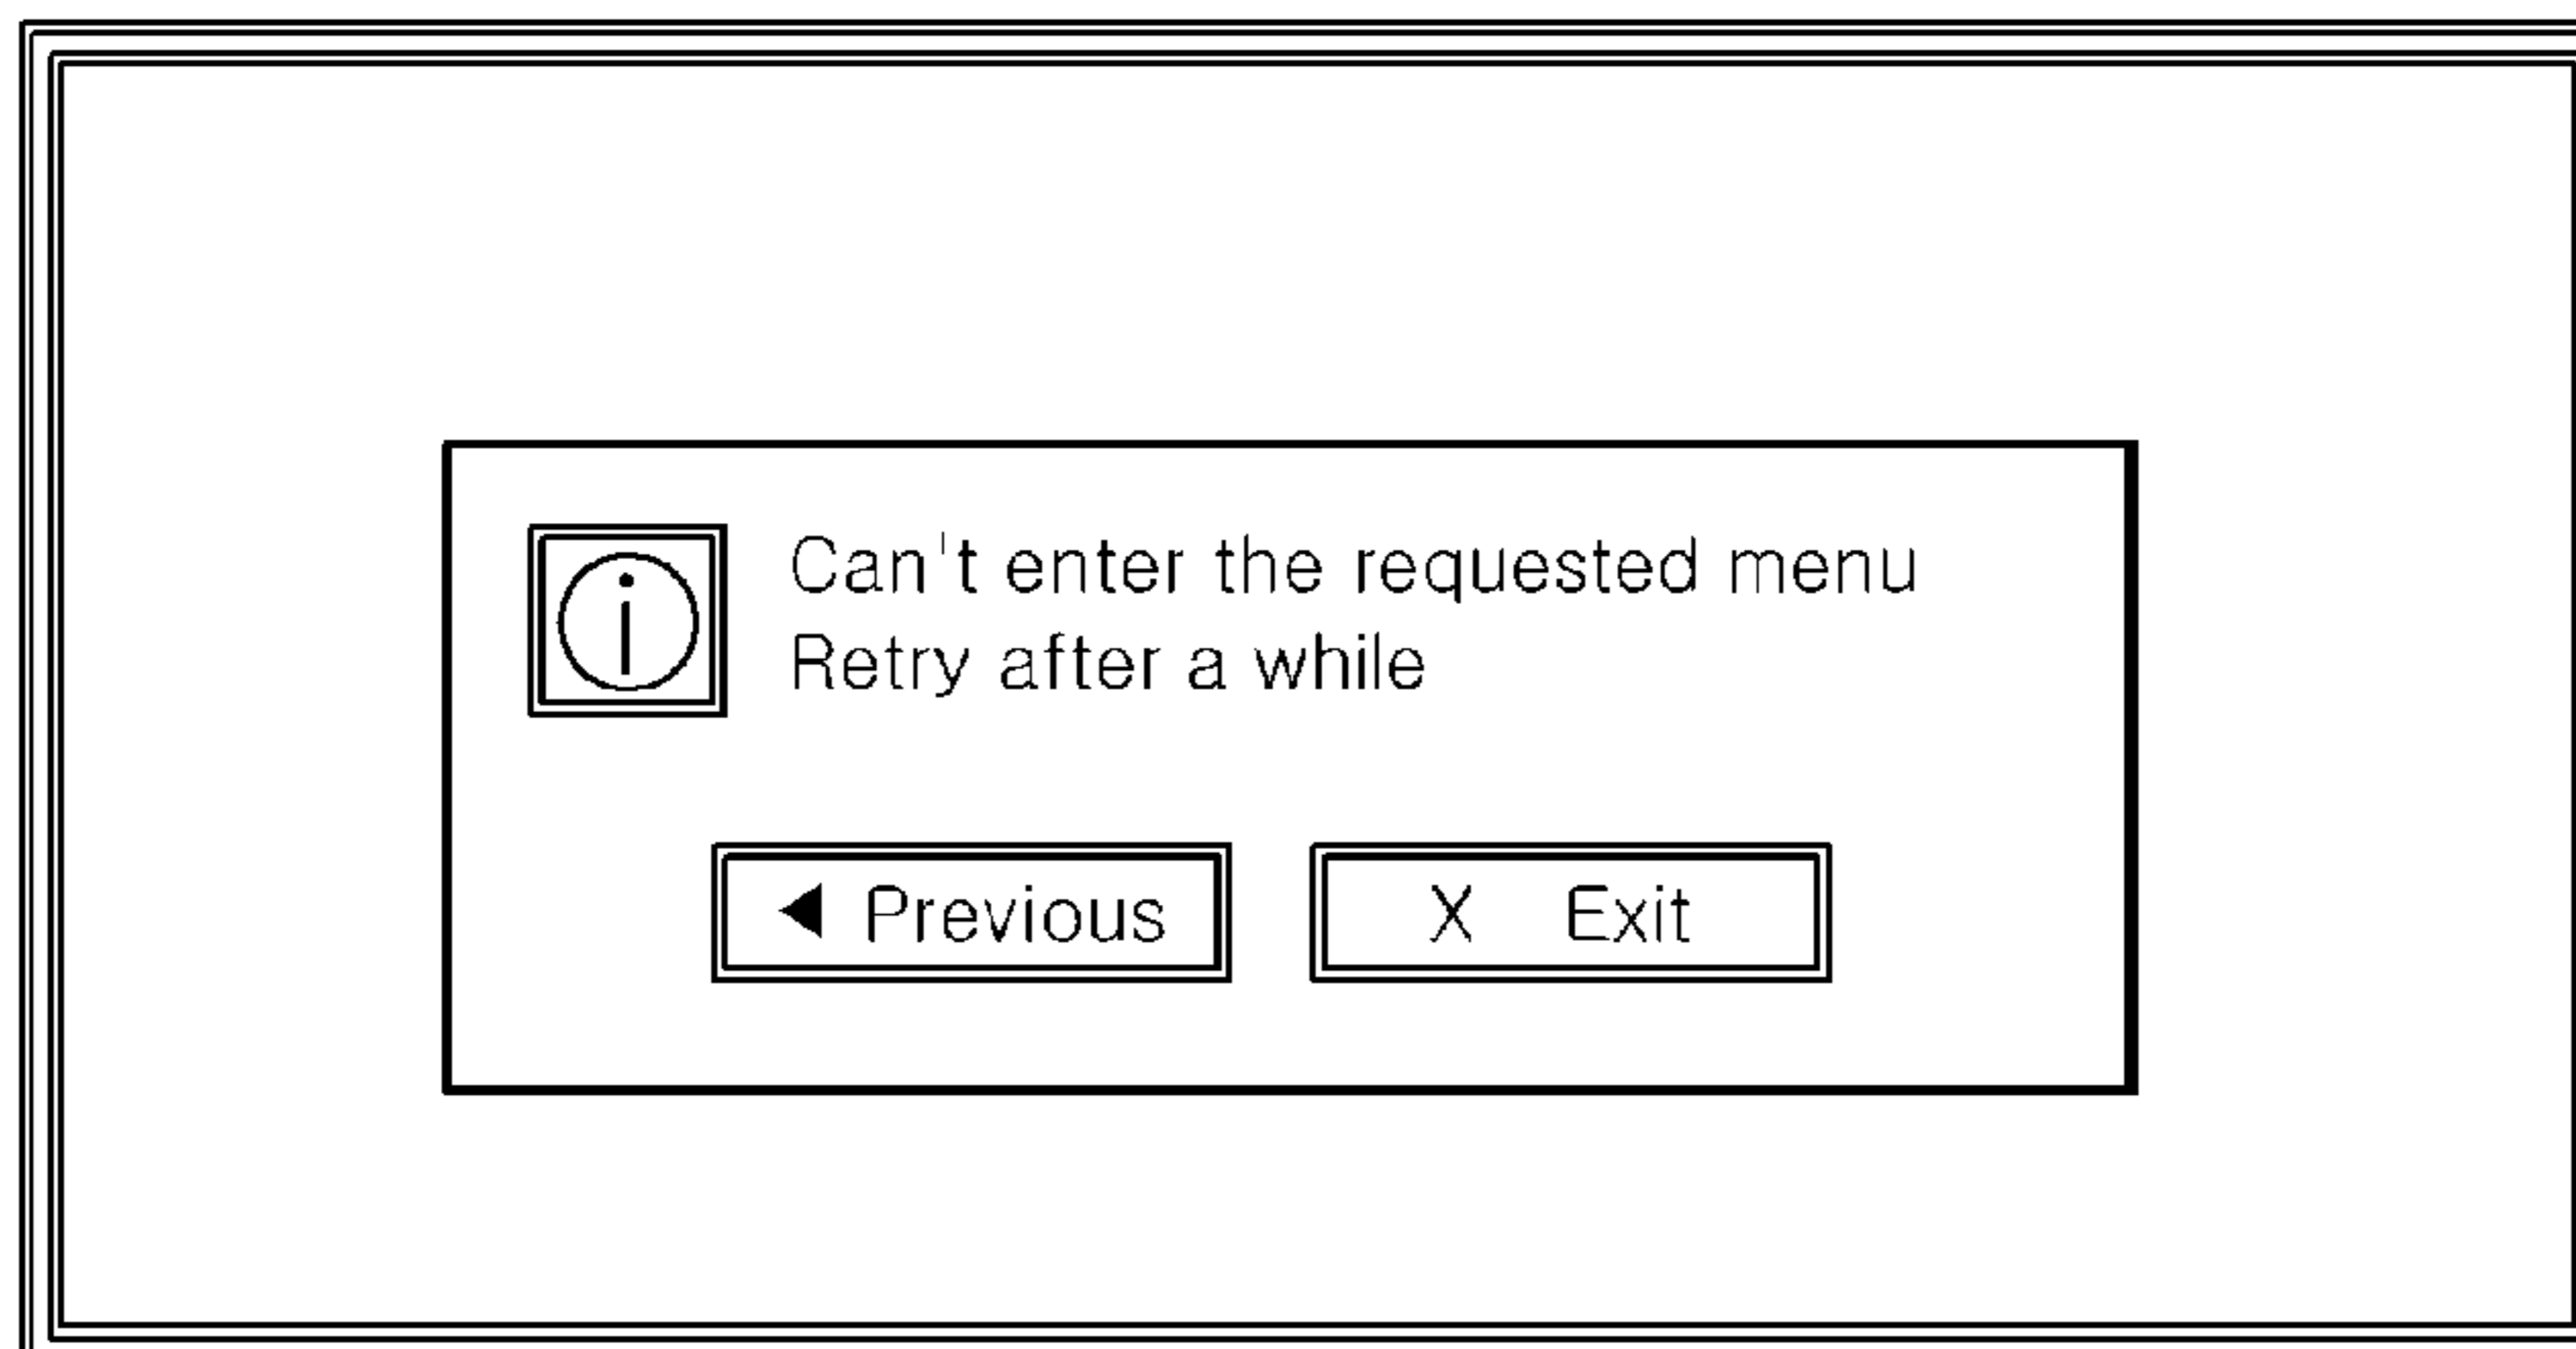 i
Can't enter the requested menu
Retry after a while
◀ Previous
X Exit